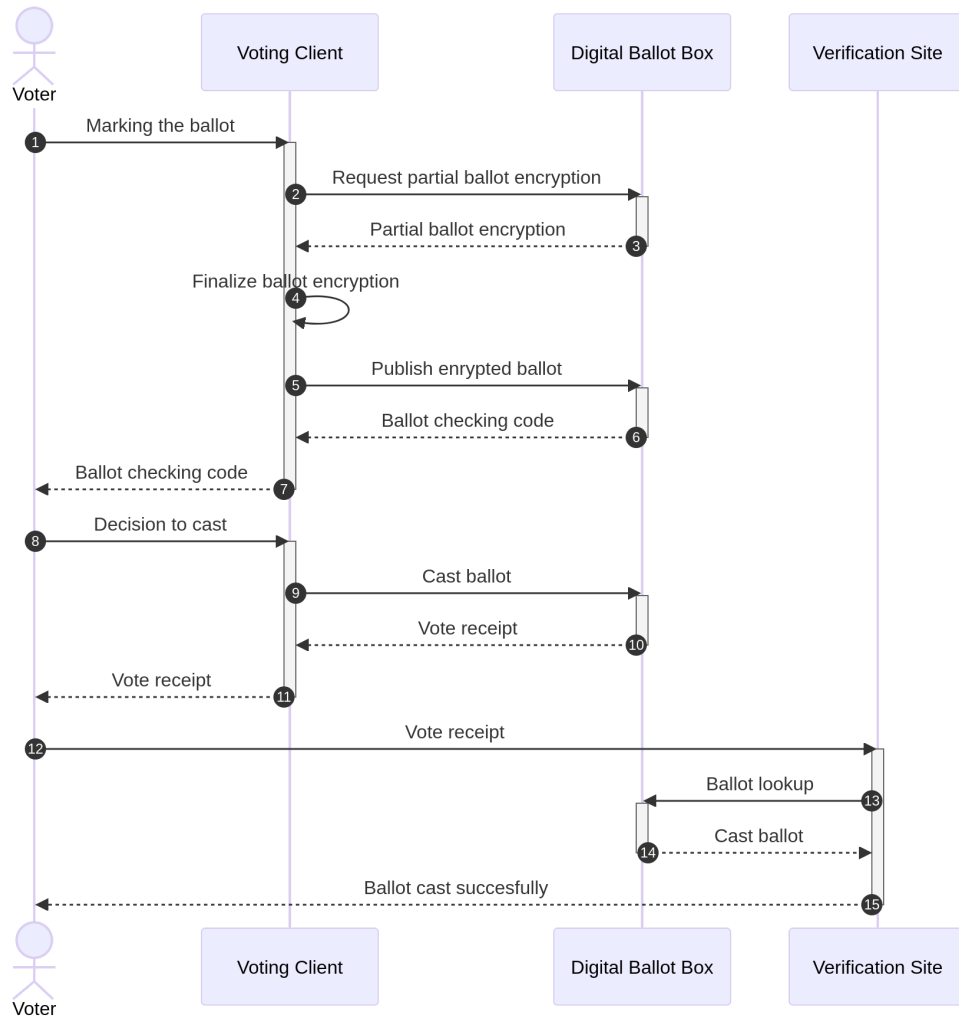 Voter
Voting Client
Digital Ballot Box
Verification Site
Marking the ballot
1
Request partial ballot encryption
2
Partial ballot encryption
3
Finalize ballot encryption
4
Publish enrypted ballot
5
Ballot checking code
6
Ballot checking code
7
Decision to cast
8
Cast ballot
9
Vote receipt
10
Vote receipt
11
Vote receipt
12
Ballot lookup
13
Cast ballot
14
Ballot cast succesfully
15
Voter
Voting Client
Digital Ballot Box
Verification Site